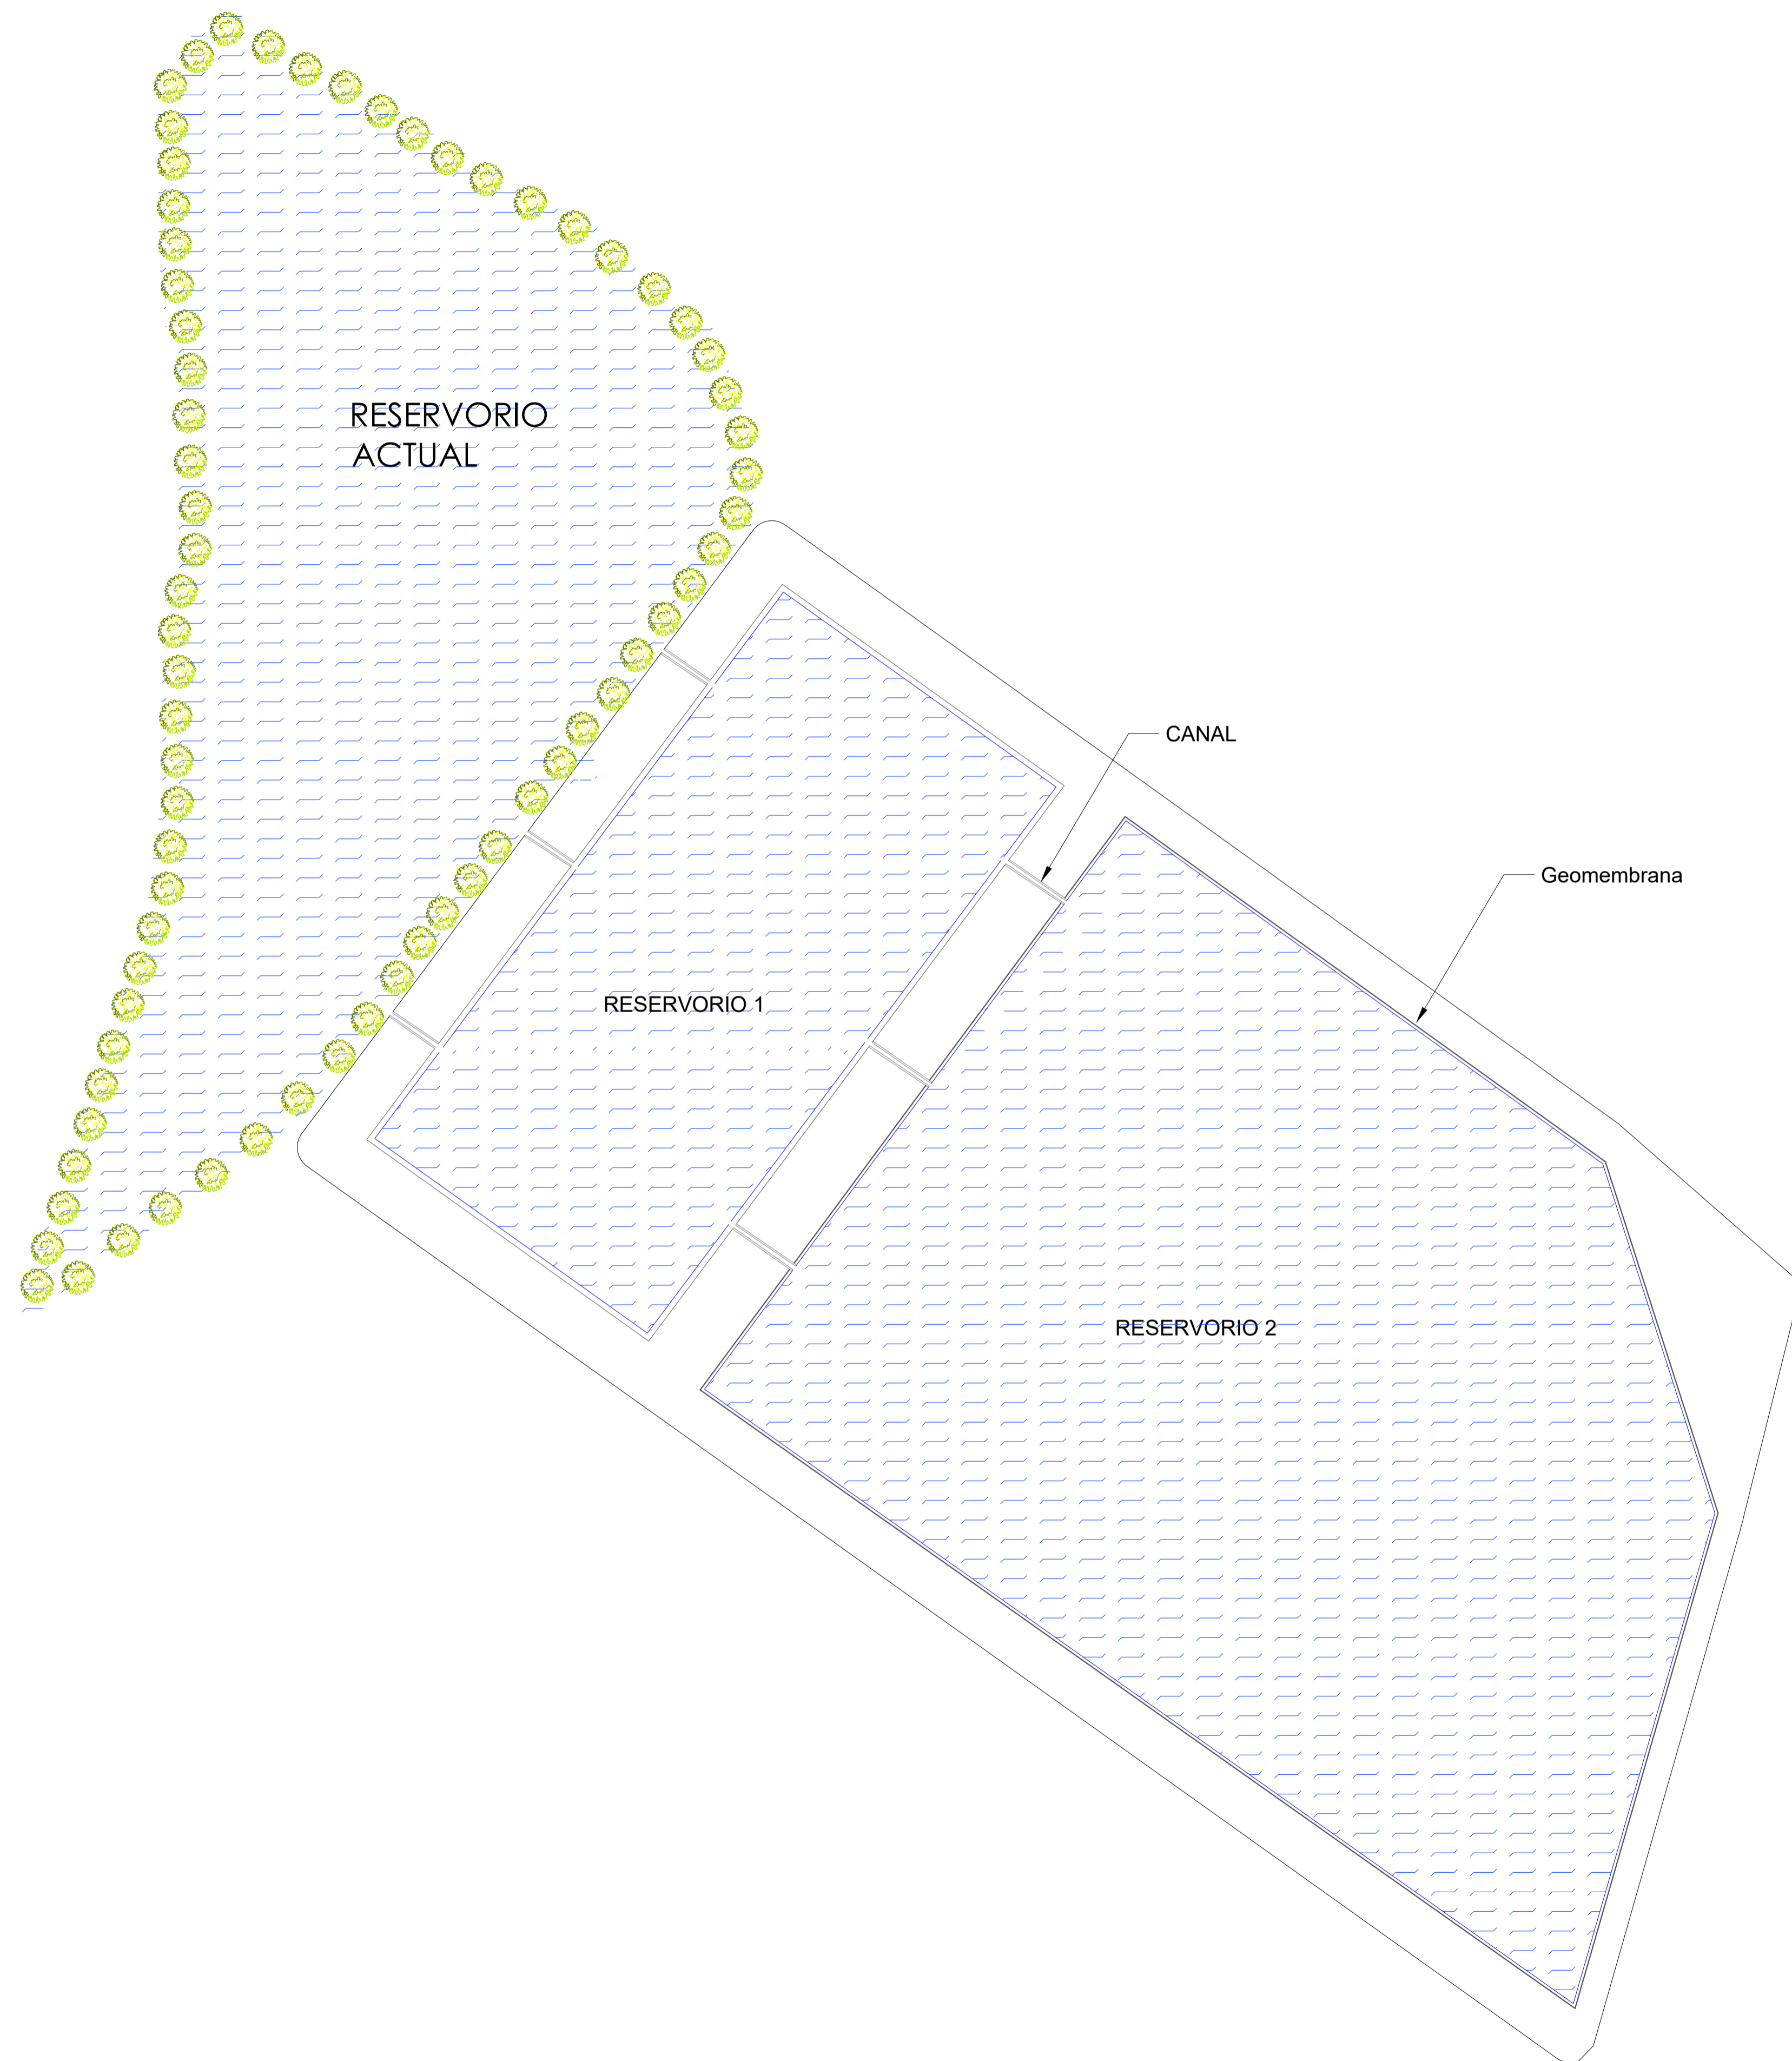 RESERVORIO
ACTUAL
CANAL
Geomembrana
RESERVORIO 1
RESERVORIO 2